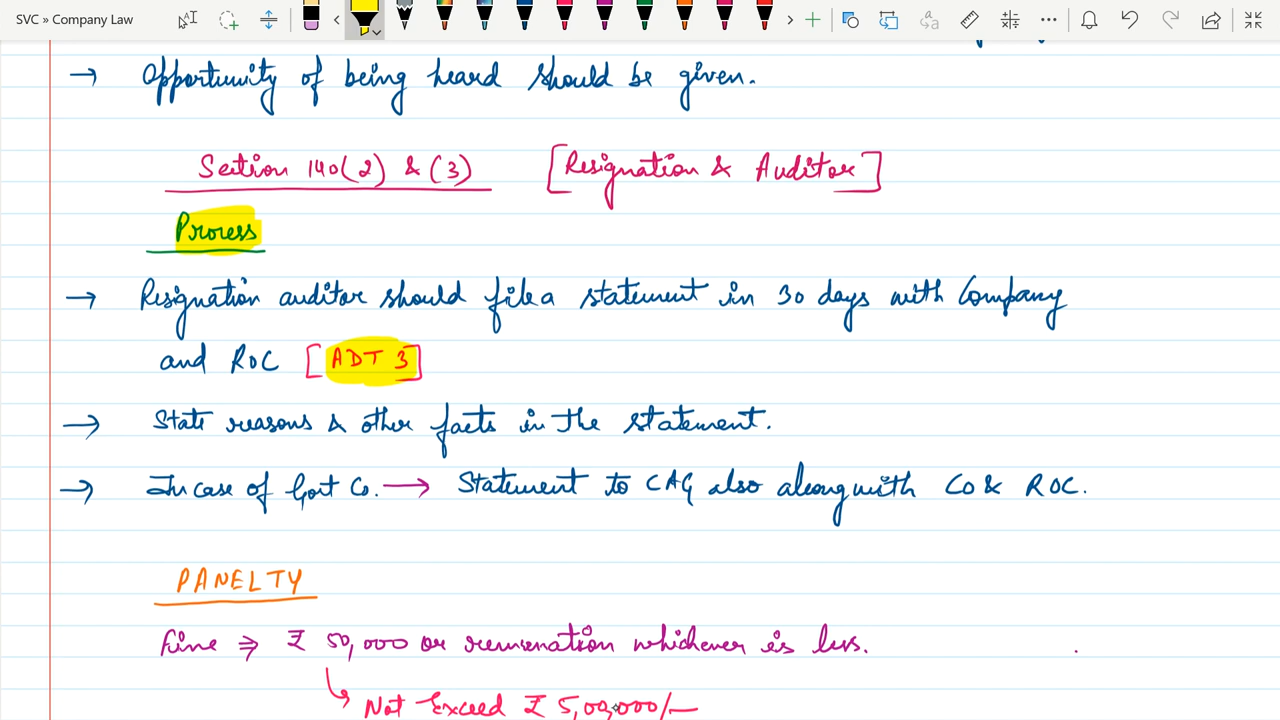 SVC » Company Law
→ Opportunity of being heard should be given.
Section 140(2) & (3) [Resignation & Auditor]
Process
→ Resignation auditor should file a statement in 30 days with Company
and ROC [ADT 3]
→ State reasons & other facts in the statement.
→ In case of Govt Co. → Statement to CAG also along with Co & ROC.
PANELTY
Fine ⇒ ₹ 50,000 or remuneration whichever is less.
Not Exceed ₹ 5,00,000/-